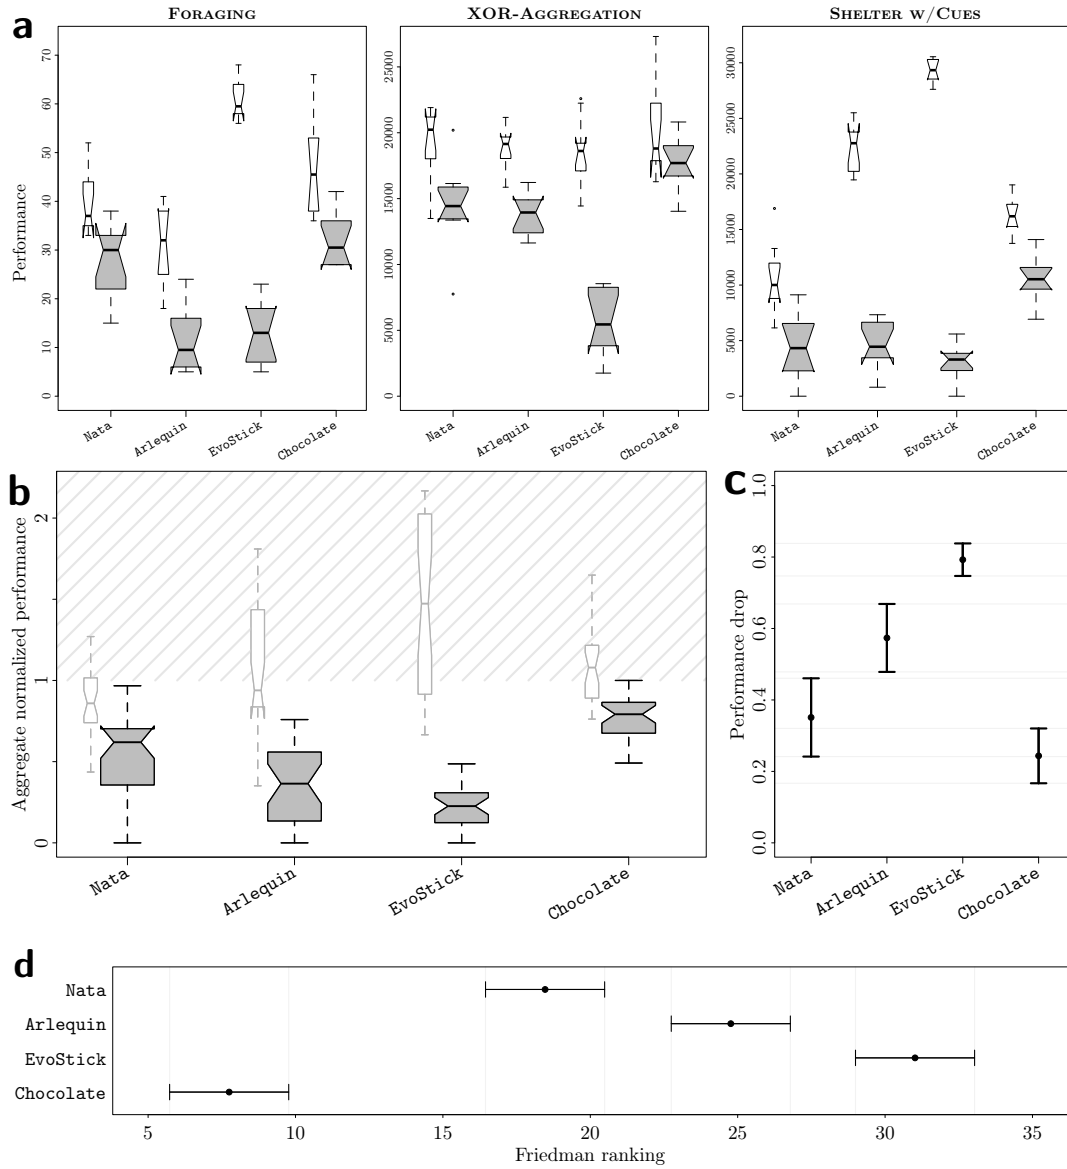 a
FORAGING
XOR-AGGREGATION
SHELTER W/CUES
Performance
0
10
20
30
40
50
60
70
Nata
Arlequin
EvoStick
Chocolate
0
5000
10000
15000
20000
25000
Nata
Arlequin
EvoStick
Chocolate
0
5000
10000
15000
20000
25000
30000
Nata
Arlequin
EvoStick
Chocolate
b
Aggregate normalized performance
0
1
2
Nata
Arlequin
EvoStick
Chocolate
c
Performance drop
0.0
0.2
0.4
0.6
0.8
1.0
Nata
Arlequin
EvoStick
Chocolate
d
Nata
Arlequin
EvoStick
Chocolate
5 10 15 20 25 30 35
Friedman ranking